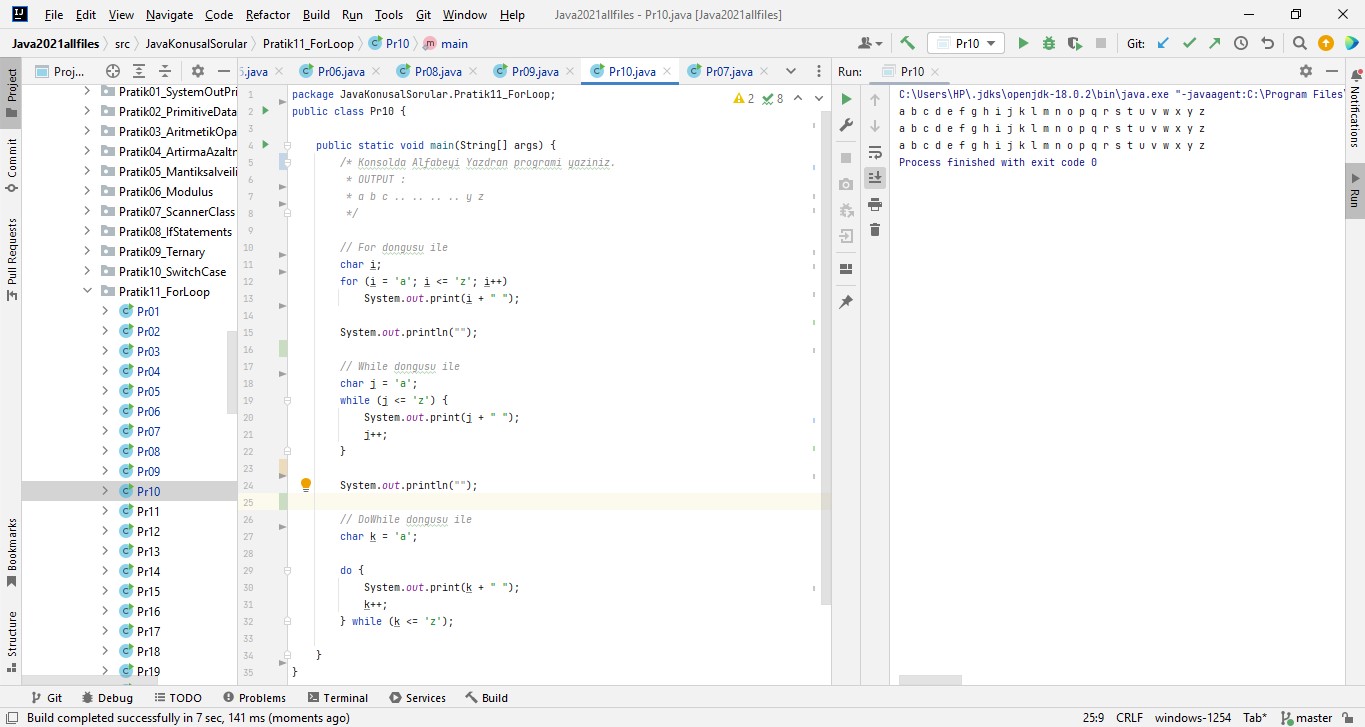 File Edit View Navigate Code Refactor Build Run Tools Git Window Help Java2021allfiles - Pr10.java [Java2021allfiles]
Java2021allfiles src JavaKonusalSorular Pratik11_ForLoop Pr10 main Pr10 Git:
Project
Commit
Pull Requests
Bookmarks
Structure
Proj...
Pratik01_SystemOutPri
Pratik02_PrimitiveData
Pratik03_AritmetikOpa
Pratik04_ArtirmaAzaltr
Pratik05_Mantiksalveili
Pratik06_Modulus
Pratik07_ScannerClass
Pratik08_IfStatements
Pratik09_Ternary
Pratik10_SwitchCase
Pratik11_ForLoop
Pr01
Pr02
Pr03
Pr04
Pr05
Pr06
Pr07
Pr08
Pr09
Pr10
Pr11
Pr12
Pr13
Pr14
Pr15
Pr16
Pr17
Pr18
Pr19
.java Pr06.java Pr08.java Pr09.java Pr10.java Pr07.java
2 8
1 package JavaKonusalSorular.Pratik11_ForLoop;
2 public class Pr10 {
3
4 public static void main(String[] args) {
5 /* Konsolda Alfabeyi Yazdran programi yaziniz.
6 * OUTPUT :
7 * a b c .. .. .. .. y z
8 */
9
10 // For dongusu ile
11 char i;
12 for (i = 'a'; i <= 'z'; i++)
13 System.out.print(i + " ");
14
15 System.out.println("");
16
17 // While dongusu ile
18 char j = 'a';
19 while (j <= 'z') {
20 System.out.print(j + " ");
21 j++;
22 }
23
24 System.out.println("");
25
26 // DoWhile dongusu ile
27 char k = 'a';
28
29 do {
30 System.out.print(k + " ");
31 k++;
32 } while (k <= 'z');
33
34 }
35 }
Run: Pr10
C:\Users\HP\.jdks\openjdk-18.0.2\bin\java.exe "-javaagent:C:\Program Files
a b c d e f g h i j k l m n o p q r s t u v w x y z
a b c d e f g h i j k l m n o p q r s t u v w x y z
a b c d e f g h i j k l m n o p q r s t u v w x y z
Process finished with exit code 0
Notifications
Run
Git Debug TODO Problems Terminal Services Build
Build completed successfully in 7 sec, 141 ms (moments ago) 25:9 CRLF windows-1254 Tab* master